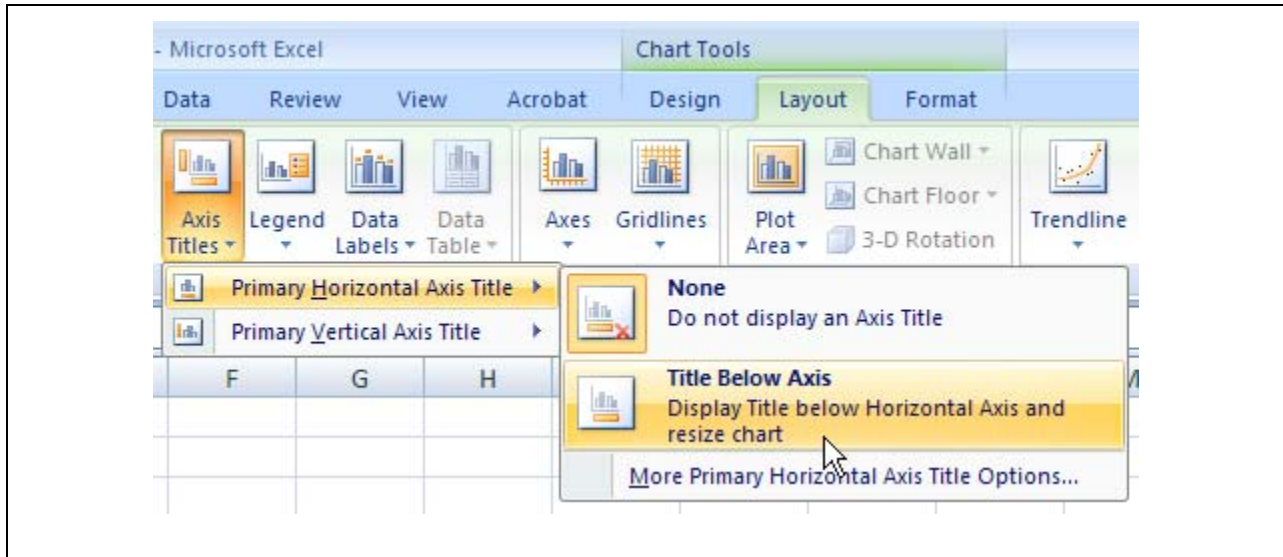 - Microsoft Excel
Chart Tools
Data Review View Acrobat Design Layout Format
Axis Titles
Legend
Data Labels
Data Table
Axes
Gridlines
Plot Area
Chart Wall
Chart Floor
3-D Rotation
Trendline
Primary Horizontal Axis Title
Primary Vertical Axis Title
None
Do not display an Axis Title
Title Below Axis
Display Title below Horizontal Axis and
resize chart
More Primary Horizontal Axis Title Options...
F G H